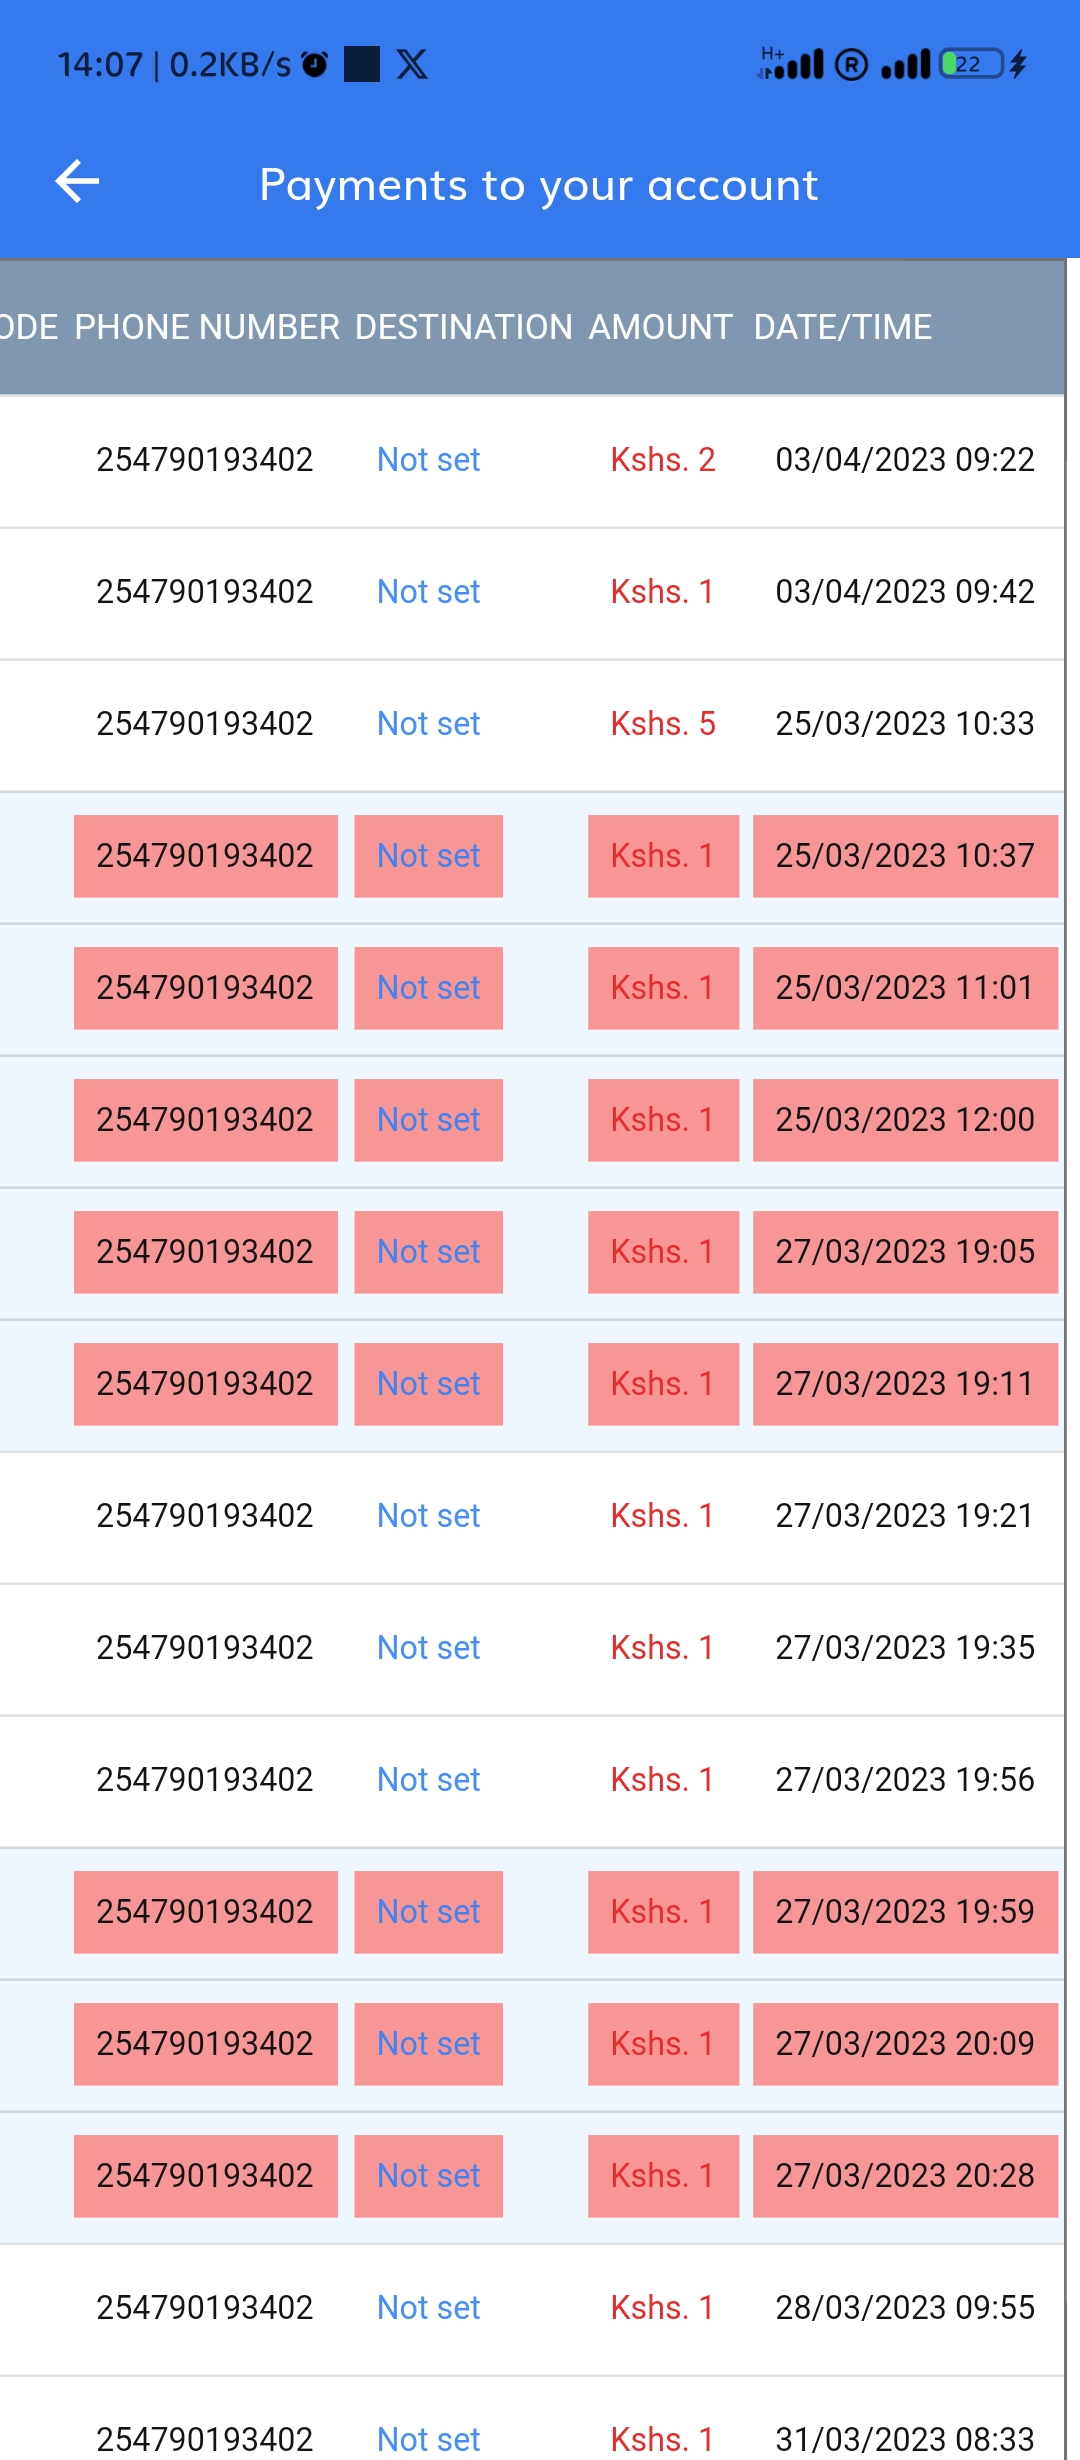 14:07 | 0.2KB/s H+ R 22
Payments to your account
ODE PHONE NUMBER DESTINATION AMOUNT DATE/TIME
254790193402 Not set Kshs. 2 03/04/2023 09:22
254790193402 Not set Kshs. 1 03/04/2023 09:42
254790193402 Not set Kshs. 5 25/03/2023 10:33
254790193402 Not set Kshs. 1 25/03/2023 10:37
254790193402 Not set Kshs. 1 25/03/2023 11:01
254790193402 Not set Kshs. 1 25/03/2023 12:00
254790193402 Not set Kshs. 1 27/03/2023 19:05
254790193402 Not set Kshs. 1 27/03/2023 19:11
254790193402 Not set Kshs. 1 27/03/2023 19:21
254790193402 Not set Kshs. 1 27/03/2023 19:35
254790193402 Not set Kshs. 1 27/03/2023 19:56
254790193402 Not set Kshs. 1 27/03/2023 19:59
254790193402 Not set Kshs. 1 27/03/2023 20:09
254790193402 Not set Kshs. 1 27/03/2023 20:28
254790193402 Not set Kshs. 1 28/03/2023 09:55
254790193402 Not set Kshs. 1 31/03/2023 08:33